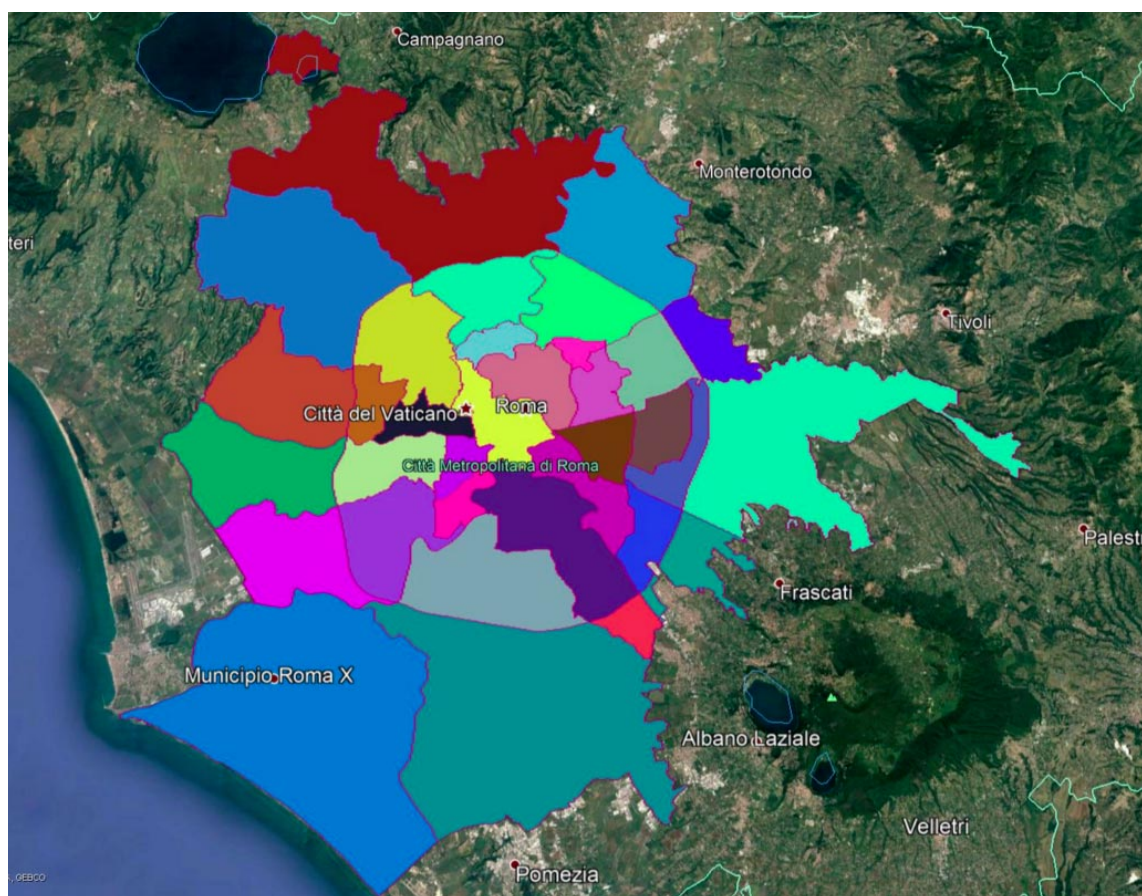 Campagnano
Monterotondo
teri
Tivoli
Città del Vaticano
Roma
Città Metropolitana di Roma
Palestr
Frascati
Municipio Roma X
Albano Laziale
Velletri
Pomezia
GEBCO